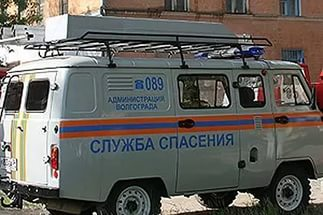 ☎089
АДМИНИСТРАЦИЯ
ВОЛГОГРАДА
СЛУЖБА СПАСЕНИЯ